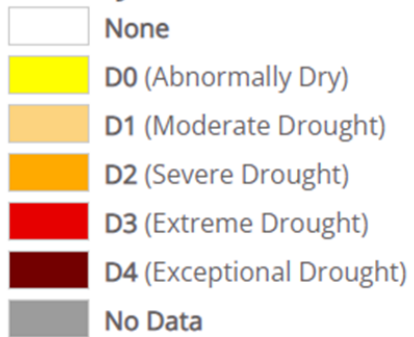 None
D0 (Abnormally Dry)
D1 (Moderate Drought)
D2 (Severe Drought)
D3 (Extreme Drought)
D4 (Exceptional Drought)
No Data